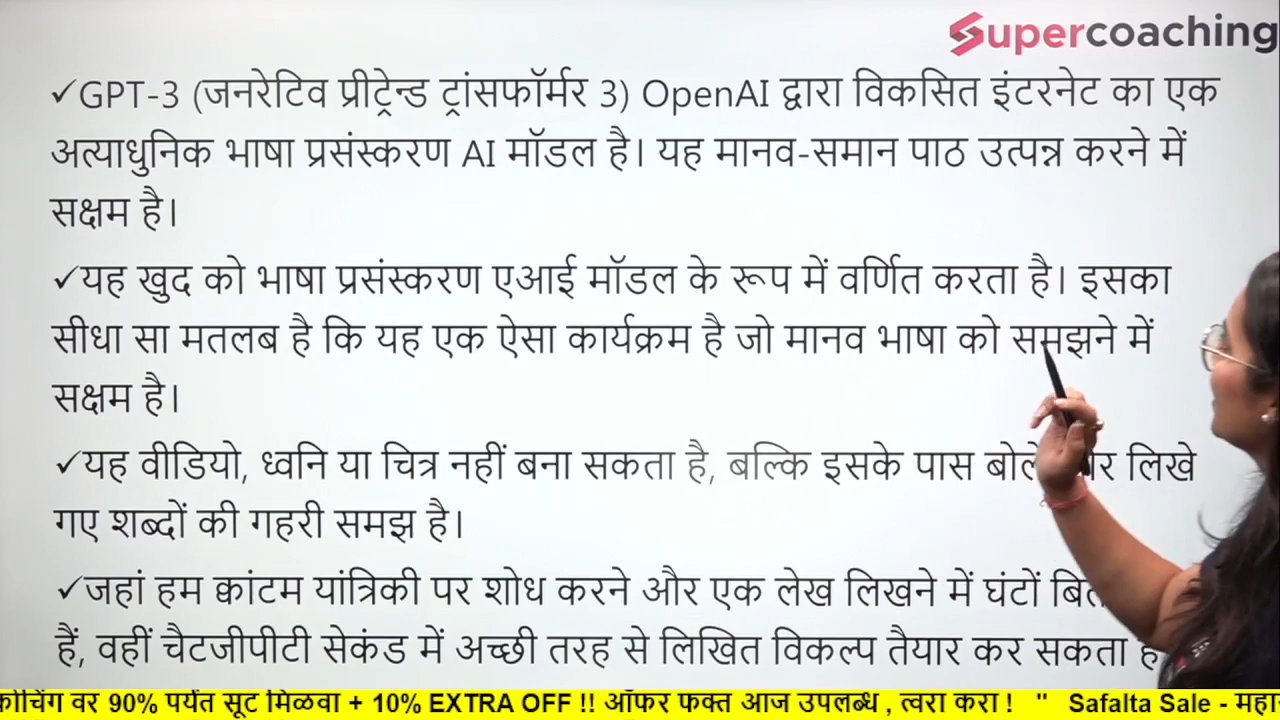 Supercoaching
✓GPT-3 (जनरेटिव प्रीट्रेन्ड ट्रांसफॉर्मर 3) OpenAI द्वारा विकसित इंटरनेट का एक
अत्याधुनिक भाषा प्रसंस्करण AI मॉडल है। यह मानव-समान पाठ उत्पन्न करने में
सक्षम है।
✓यह खुद को भाषा प्रसंस्करण एआई मॉडल के रूप में वर्णित करता है। इसका
सीधा सा मतलब है कि यह एक ऐसा कार्यक्रम है जो मानव भाषा को समझने में
सक्षम है।
✓यह वीडियो, ध्वनि या चित्र नहीं बना सकता है, बल्कि इसके पास लिखे
गए शब्दों की गहरी समझ है।
✓जहां हम क्वांटम यांत्रिकी पर शोध करने और एक लेख लिखने में घंटों
हैं, वहीं चैटजीपीटी सेकंड में अच्छी तरह से लिखित विकल्प तैयार कर सकता
कोचिंग वर 90% पर्यंत सूट मिळवा + 10% EXTRA OFF !! ऑफर फक्त आज उपलब्ध , त्वरा करा ! " Safalta Sale -